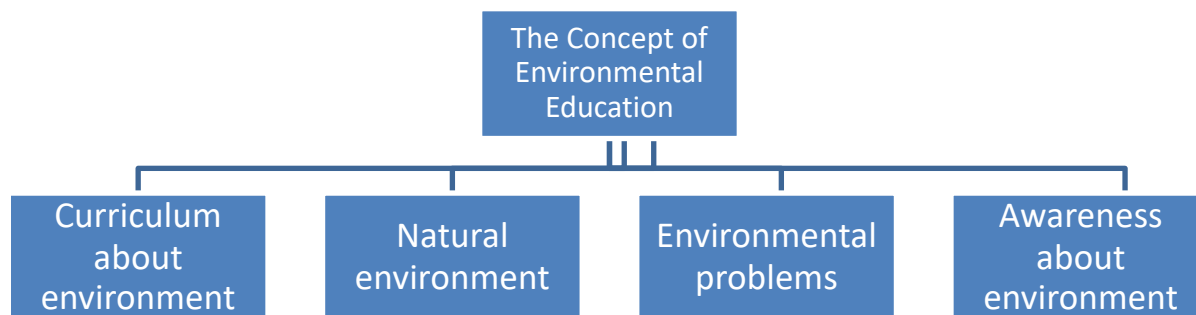 The Concept of
Environmental
Education
Curriculum
about
environment
Natural
environment
Environmental
problems
Awareness
about
environment